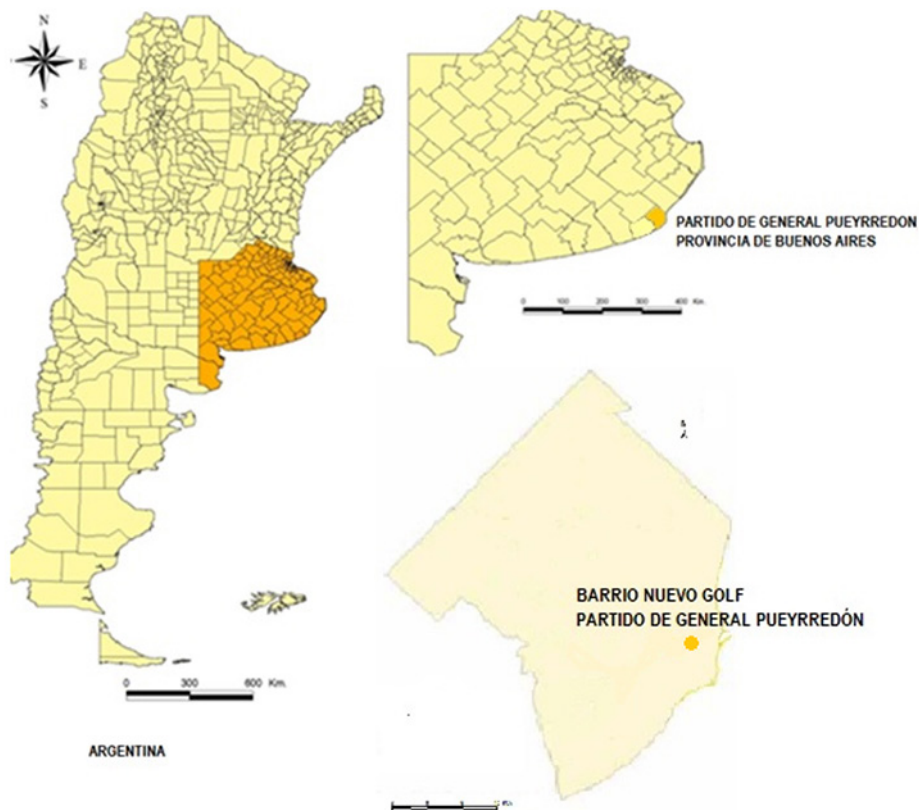 N
E
S
0 300 600 Km.
ARGENTINA
PARTIDO DE GENERAL PUEYRREDON
PROVINCIA DE BUENOS AIRES
0 100 200 300 400 Km.
BARRIO NUEVO GOLF
PARTIDO DE GENERAL PUEYRREDÓN